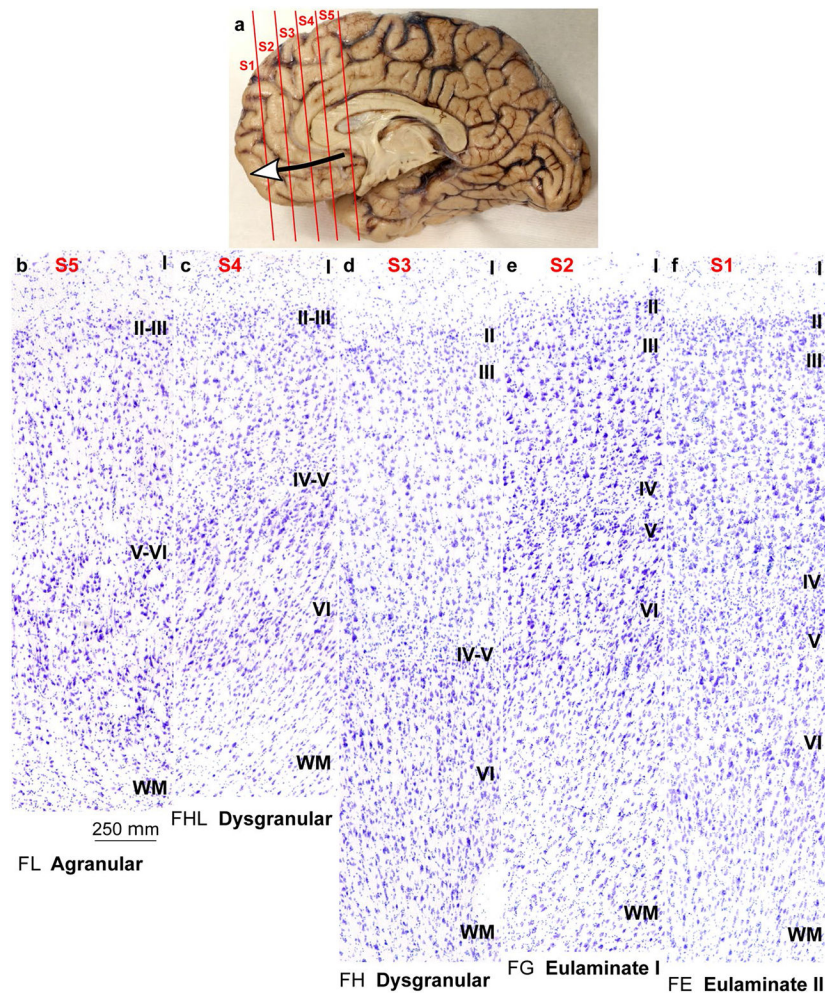 a
S1
S2
S3
S4
S5
b S5 I
II-III
V-VI
WM
250 mm
FL Agranular
c S4 I
II-III
IV-V
VI
WM
FHL Dysgranular
d S3 I
II
III
IV-V
VI
WM
FH Dysgranular
e S2 I
II
III
IV
V
VI
WM
FG Eulaminate I
f S1 I
II
III
IV
V
VI
WM
FE Eulaminate II